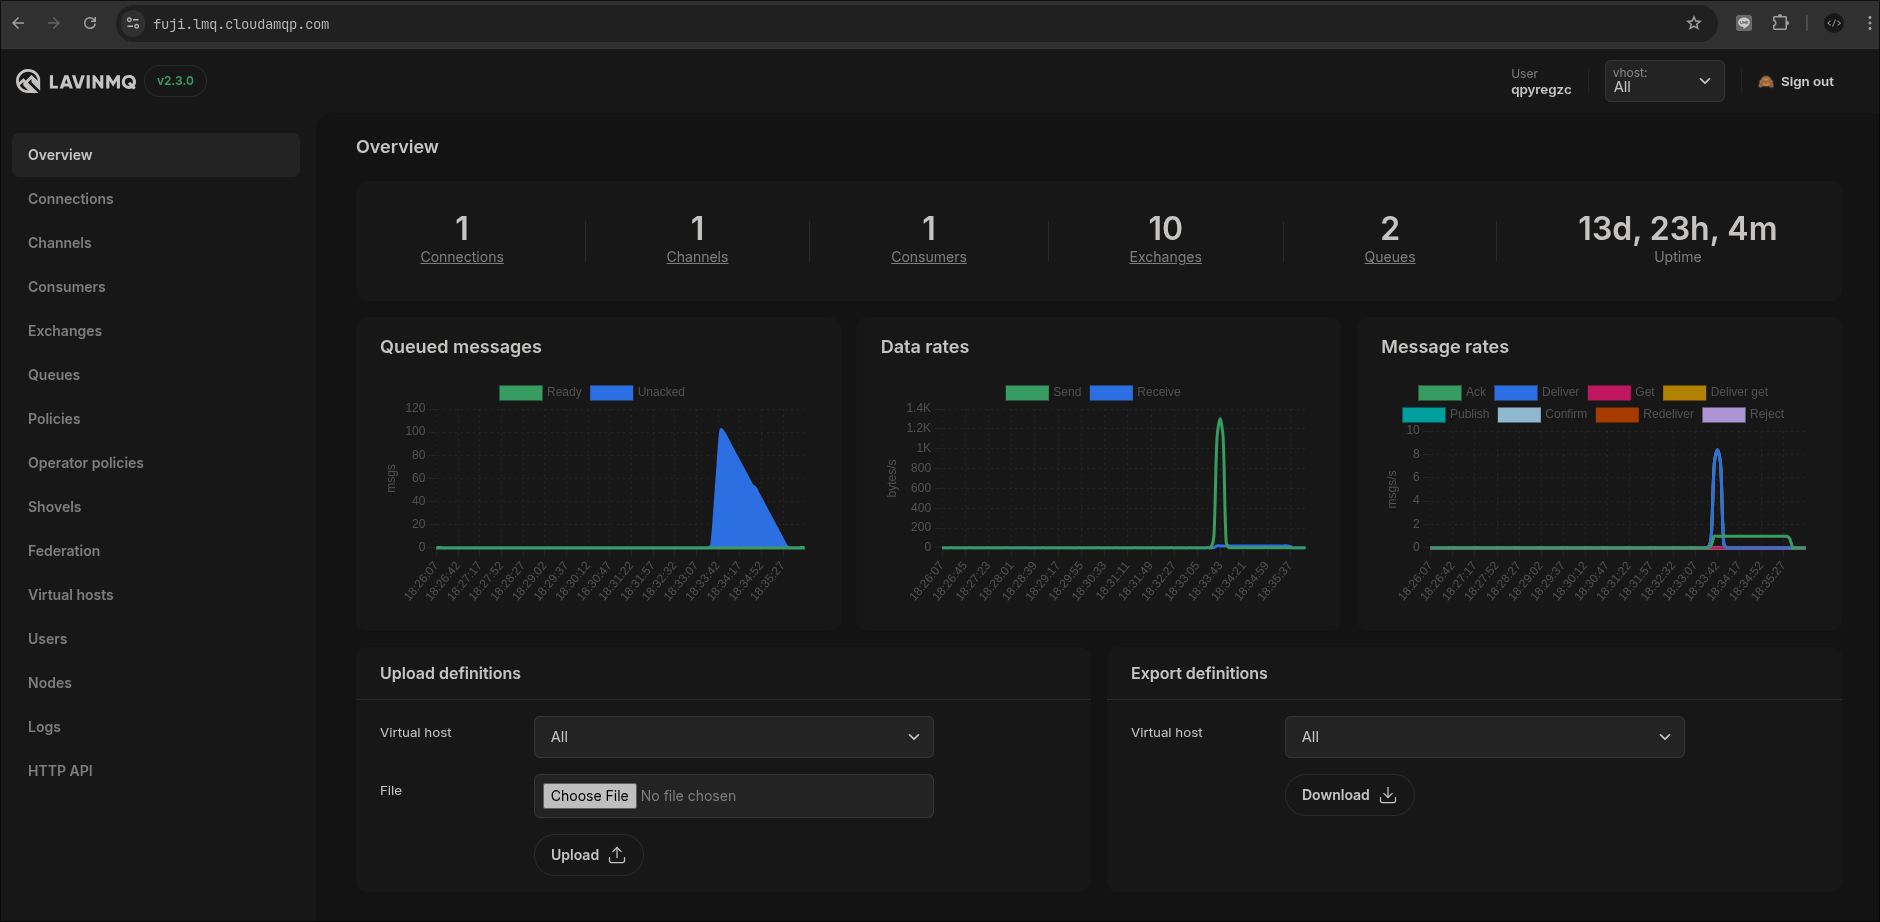 fuji.lmq.cloudamqp.com
LAVINMQ v2.3.0
User
qpyregzc
vhost:
All
Sign out
Overview
Connections
Channels
Consumers
Exchanges
Queues
Policies
Operator policies
Shovels
Federation
Virtual hosts
Users
Nodes
Logs
HTTP API
Overview
1
Connections
1
Channels
1
Consumers
10
Exchanges
2
Queues
13d, 23h, 4m
Uptime
Queued messages
Ready Unacked
120
100
80
60
40
20
0
msgs
18:26:07 18:26:42 18:27:17 18:27:52 18:28:27 18:29:02 18:29:37 18:30:12 18:30:47 18:31:22 18:31:57 18:32:32 18:33:07 18:33:42 18:34:17 18:34:52 18:35:27
Data rates
Send Receive
1.4K
1.2K
1K
800
600
400
200
0
bytes/s
18:26:07 18:26:45 18:27:23 18:28:01 18:28:39 18:29:17 18:29:55 18:30:33 18:31:11 18:31:49 18:32:27 18:33:05 18:33:43 18:34:21 18:34:59 18:35:37
Message rates
Ack Deliver Get Deliver get
Publish Confirm Redeliver Reject
10
8
6
4
2
0
msgs/s
18:26:07 18:26:42 18:27:17 18:27:52 18:28:27 18:29:02 18:29:37 18:30:12 18:30:47 18:31:22 18:31:57 18:32:32 18:33:07 18:33:42 18:34:17 18:34:52 18:35:27
Upload definitions
Virtual host
All
File
Choose File No file chosen
Upload
Export definitions
Virtual host
All
Download